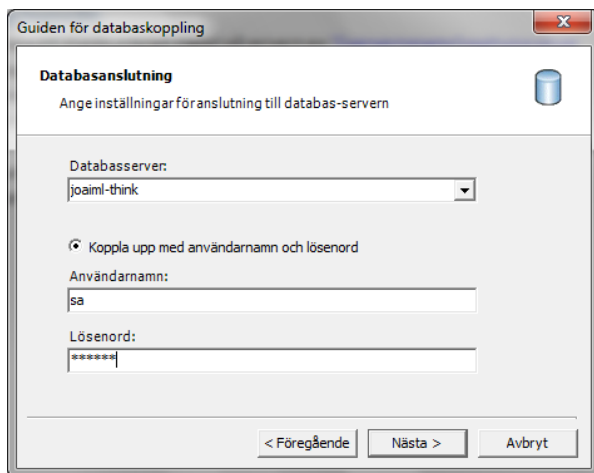 Guiden för databaskoppling
Databasanslutning
Ange inställningar för anslutning till databas-servern
Databasserver:
joaiml-think
Koppla upp med användarnamn och lösenord
Användarnamn:
sa
Lösenord:
******
< Föregående
Nästa >
Avbryt